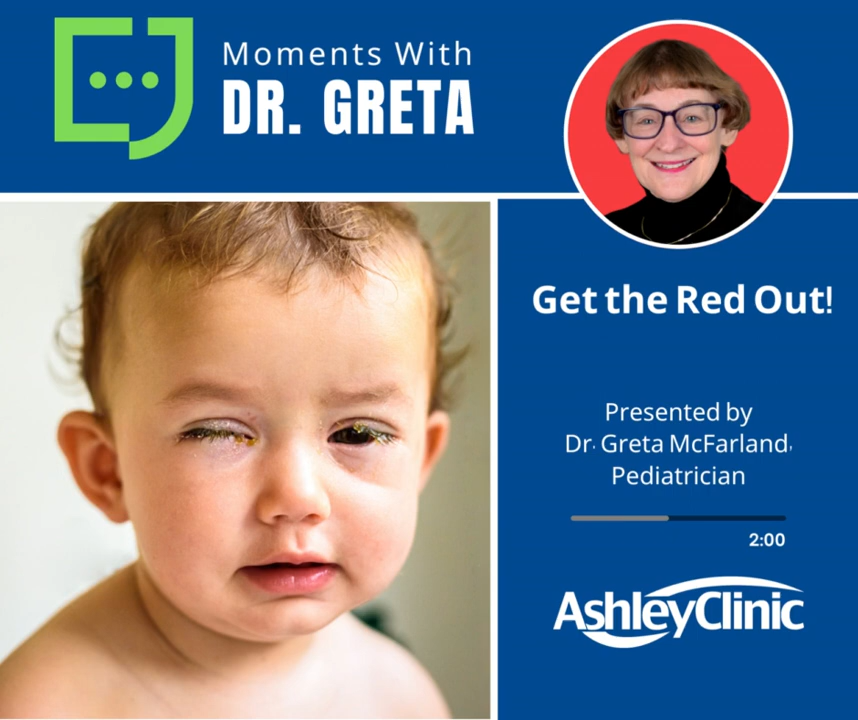 Moments With
DR. GRETA
Get the Red Out!
Presented by
Dr. Greta McFarland,
Pediatrician
2:00
AshleyClinic